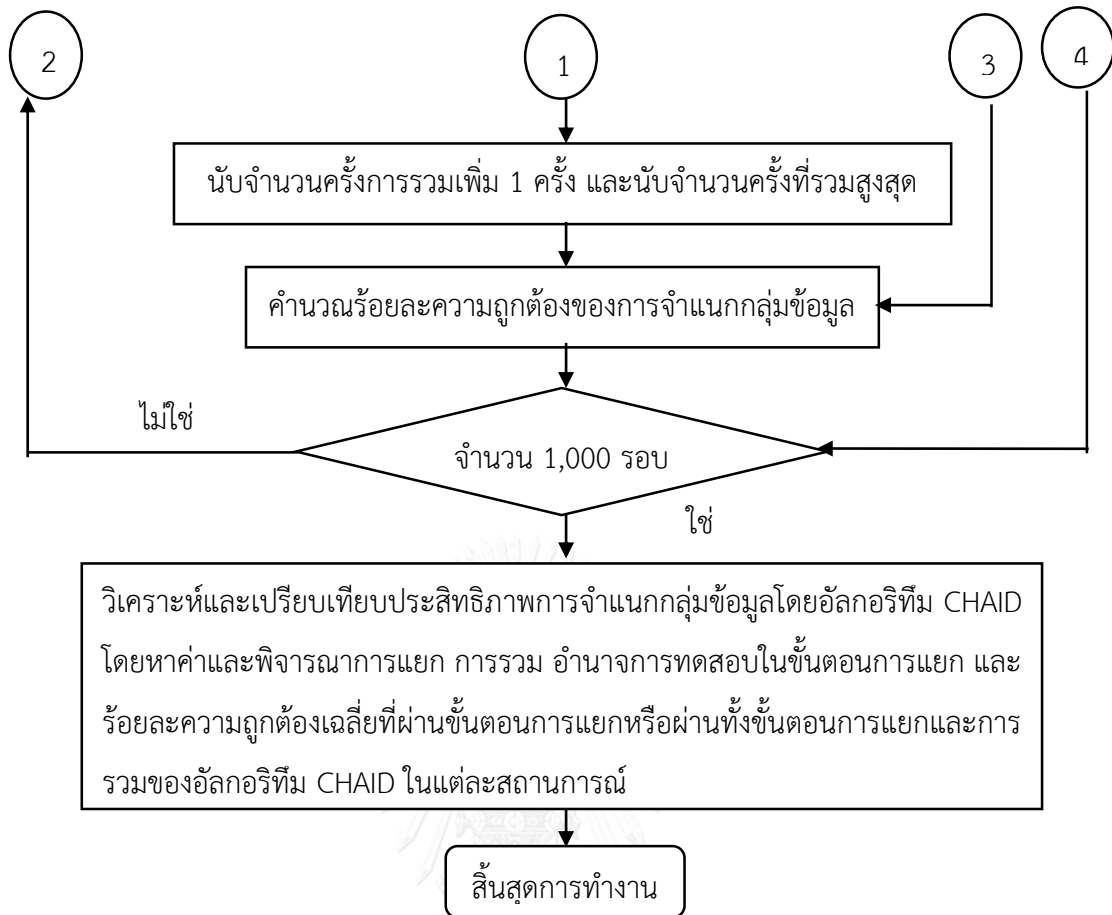 2
1
3
4
นับจำนวนครั้งการรวมเพิ่ม 1 ครั้ง และนับจำนวนครั้งที่รวมสูงสุด
คำนวณร้อยละความถูกต้องของการจำแนกกลุ่มข้อมูล
ไม่ใช่
จำนวน 1,000 รอบ
ใช่
วิเคราะห์และเปรียบเทียบประสิทธิภาพการจำแนกกลุ่มข้อมูลโดยอัลกอริทึม CHAID
โดยหาค่าและพิจารณาการแยก การรวม อำนาจการทดสอบในขั้นตอนการแยก และ
ร้อยละความถูกต้องเฉลี่ยที่ผ่านขั้นตอนการแยกหรือผ่านทั้งขั้นตอนการแยกและการ
รวมของอัลกอริทึม CHAID ในแต่ละสถานการณ์
สิ้นสุดการทำงาน